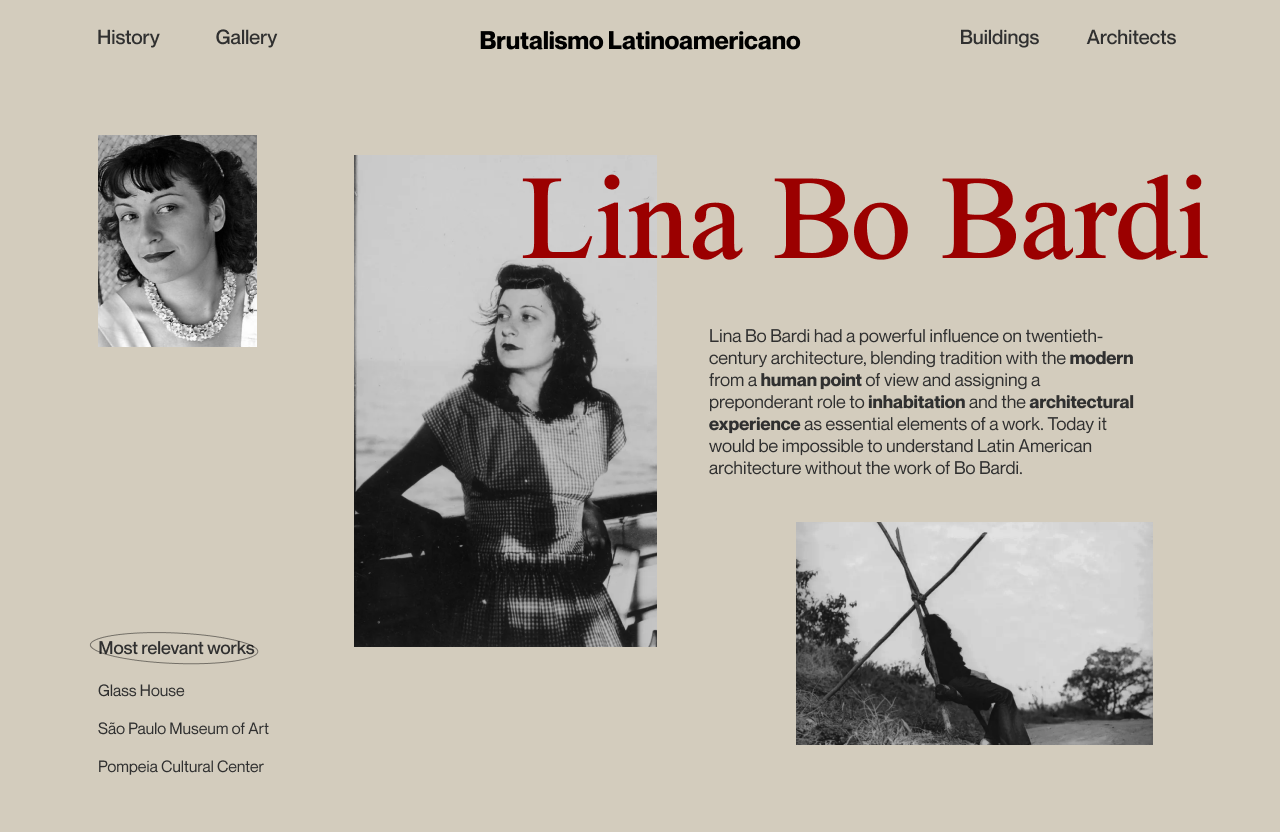 History
Gallery
Brutalismo Latinoamericano
Buildings
Architects
Lina Bo Bardi
Lina Bo Bardi had a powerful influence on twentieth-
century architecture, blending tradition with the modern
from a human point of view and assigning a
preponderant role to inhabitation and the architectural
experience as essential elements of a work. Today it
would be impossible to understand Latin American
architecture without the work of Bo Bardi.
Most relevant works
Glass House
São Paulo Museum of Art
Pompeia Cultural Center